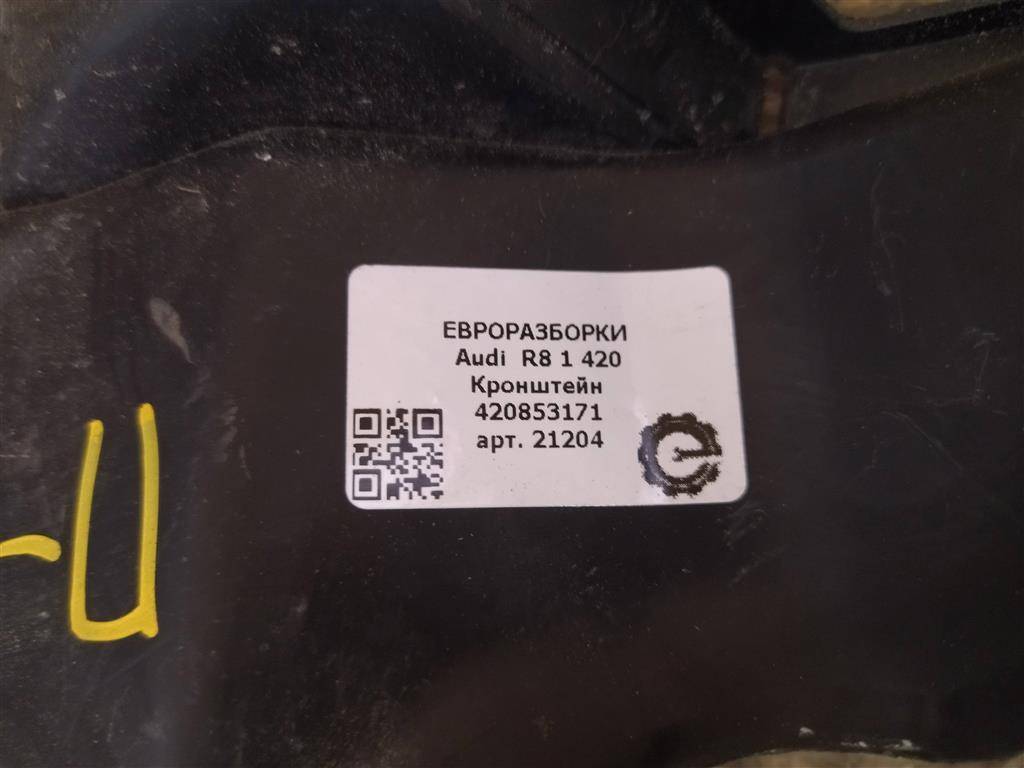 ЕВРОРАЗБОРКИ
Audi R8 1 420
Кронштейн
420853171
арт. 21204